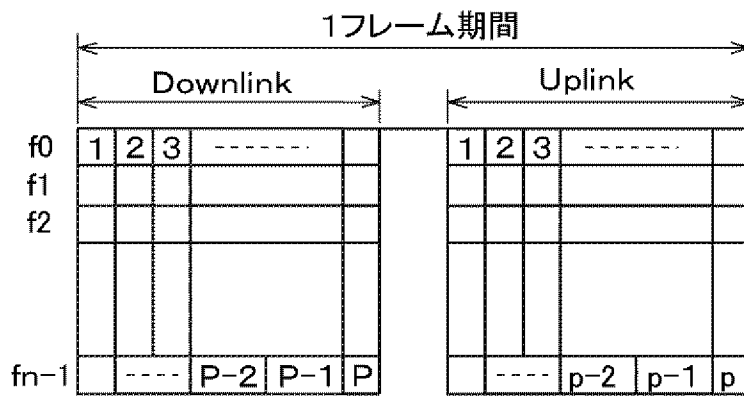 1フレーム期間
Downlink Uplink
f0 1 2 3 ------- 1 2 3 -------
f1
f2
fn-1 ---- P-2 P-1 P ---- p-2 p-1 p